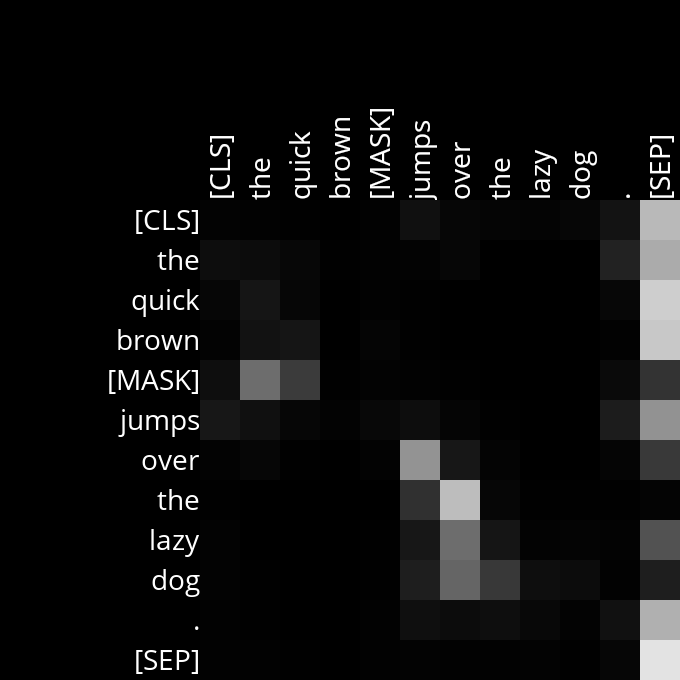 [CLS] the quick brown [MASK] jumps over the lazy dog . [SEP]
[CLS]
the
quick
brown
[MASK]
jumps
over
the
lazy
dog
.
[SEP]